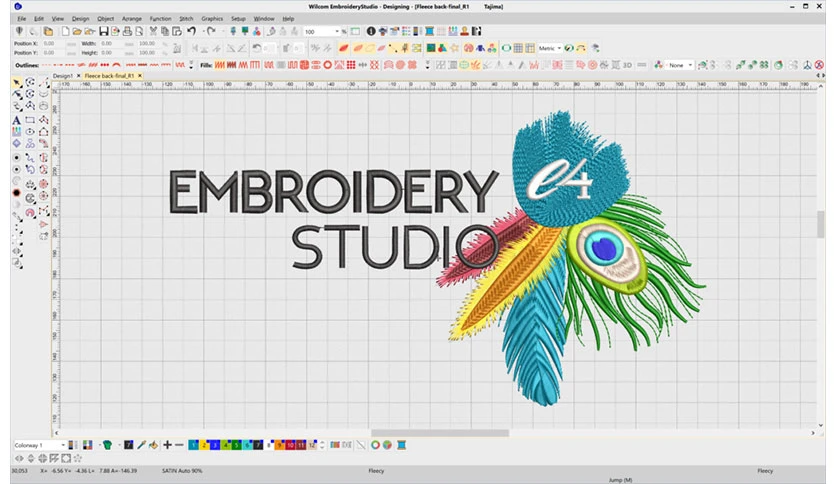 Wilcom EmbroideryStudio - Designing - [Fleece back-final_R1 Tajima]
File Edit View Design Object Arrange Function Stitch Graphics Setup Window Help
100 %
Position X: 0.00 Width: 0.00 100.00
Position Y: 0.00 Height: 0.00 100.00
Metric
Outlines: Fills: 3D None
Design1 Fleece back-final_R1
EMBROIDERY
STUDIO
e4
Colorway 1
30,053 X= -6.56 Y= -4.36 L= 7.88 A=-146.39 SATIN Auto 90% Fleecy Fleecy
Jump (M)